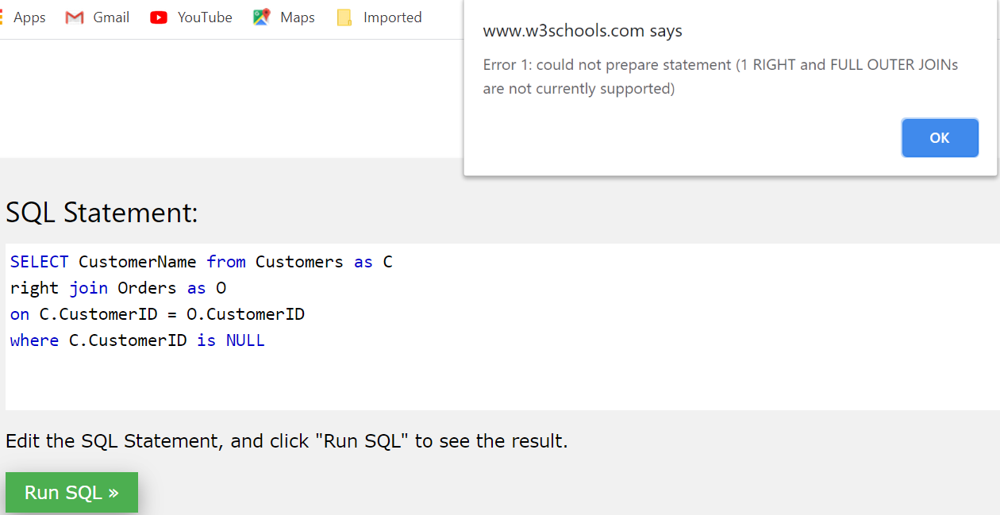 Apps Gmail YouTube Maps Imported
www.w3schools.com says
Error 1: could not prepare statement (1 RIGHT and FULL OUTER JOINs
are not currently supported)
OK
SQL Statement:
SELECT CustomerName from Customers as C
right join Orders as O
on C.CustomerID = O.CustomerID
where C.CustomerID is NULL
Edit the SQL Statement, and click "Run SQL" to see the result.
Run SQL »